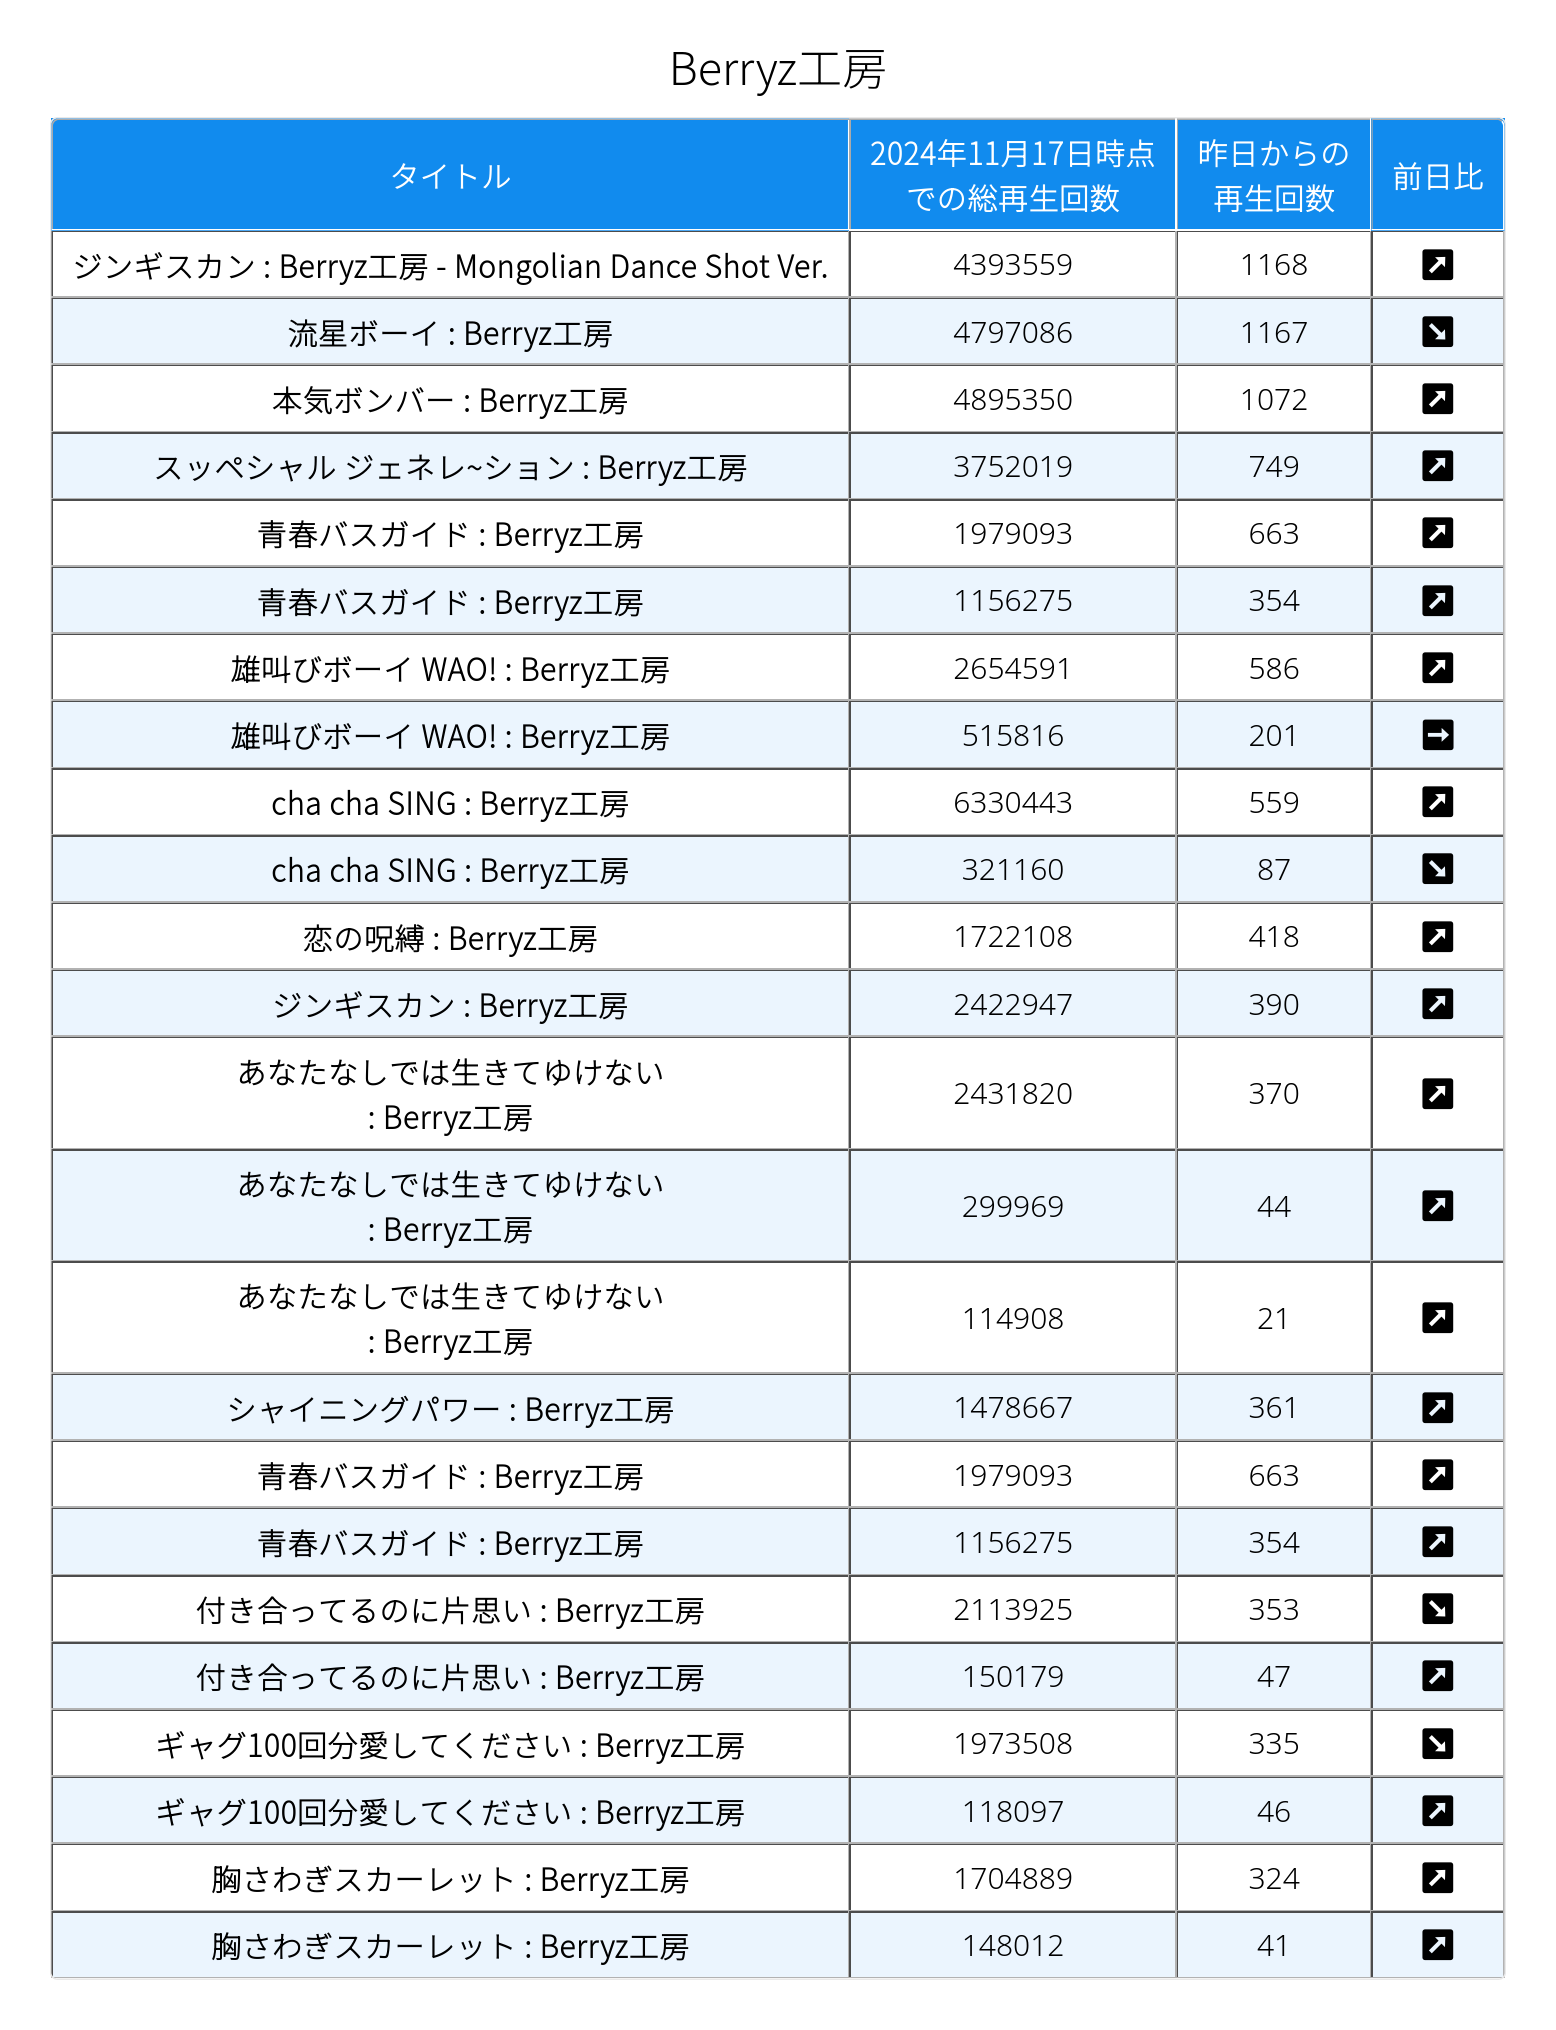 Berryz工房
タイトル 2024年11月17日時点 での総再生回数 昨日からの 再生回数 前日比
ジンギスカン : Berryz工房 - Mongolian Dance Shot Ver. 4393559 1168
流星ボーイ : Berryz工房 4797086 1167
本気ボンバー : Berryz工房 4895350 1072
スッペシャル ジェネレ~ション : Berryz工房 3752019 749
青春バスガイド : Berryz工房 1979093 663
青春バスガイド : Berryz工房 1156275 354
雄叫びボーイ WAO! : Berryz工房 2654591 586
雄叫びボーイ WAO! : Berryz工房 515816 201
cha cha SING : Berryz工房 6330443 559
cha cha SING : Berryz工房 321160 87
恋の呪縛 : Berryz工房 1722108 418
ジンギスカン : Berryz工房 2422947 390
あなたなしでは生きてゆけない
: Berryz工房 2431820 370
あなたなしでは生きてゆけない
: Berryz工房 299969 44
あなたなしでは生きてゆけない
: Berryz工房 114908 21
シャイニングパワー : Berryz工房 1478667 361
青春バスガイド : Berryz工房 1979093 663
青春バスガイド : Berryz工房 1156275 354
付き合ってるのに片思い : Berryz工房 2113925 353
付き合ってるのに片思い : Berryz工房 150179 47
ギャグ100回分愛してください : Berryz工房 1973508 335
ギャグ100回分愛してください : Berryz工房 118097 46
胸さわぎスカーレット : Berryz工房 1704889 324
胸さわぎスカーレット : Berryz工房 148012 41